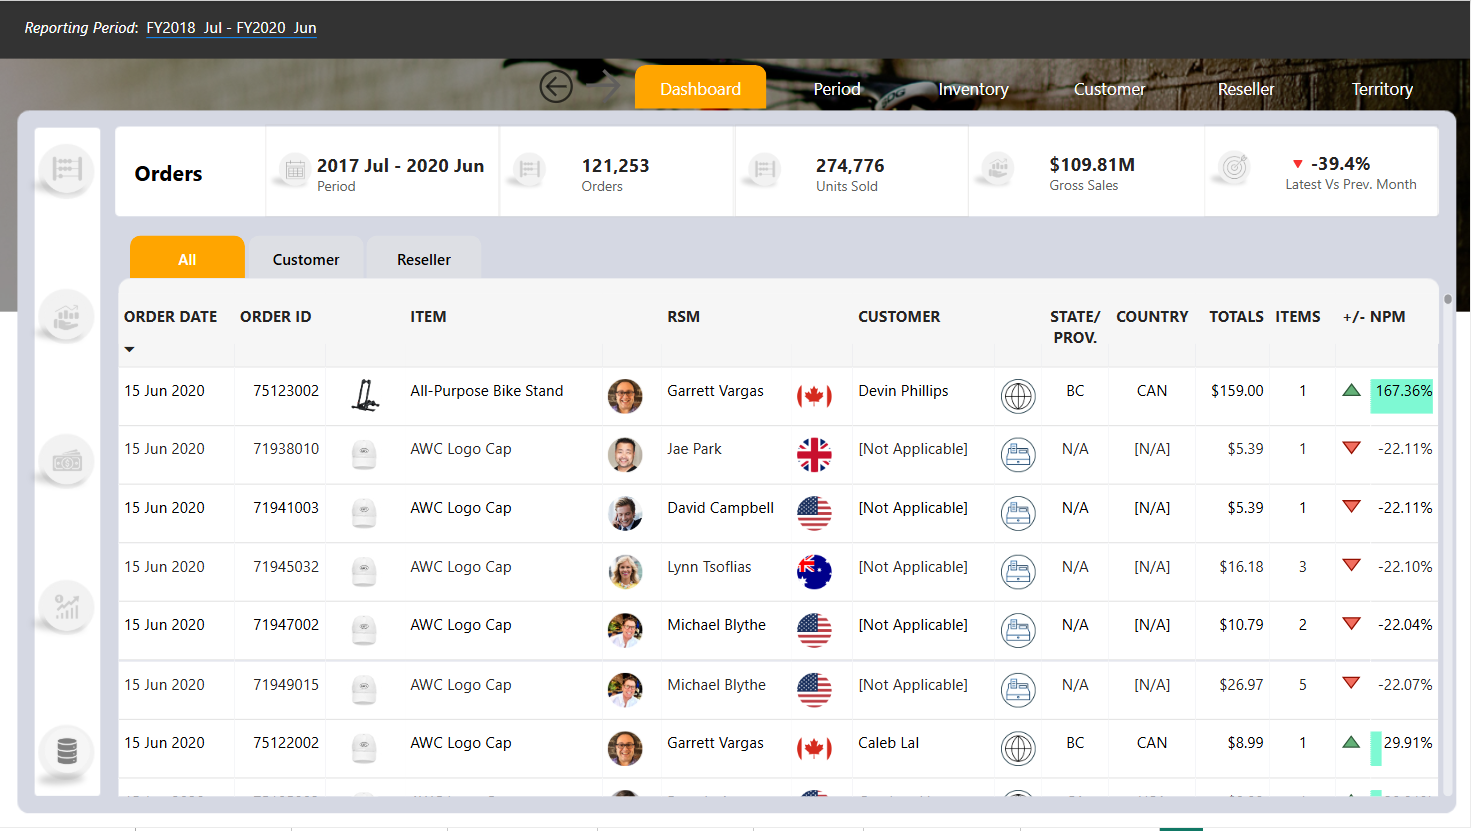 Reporting Period: FY2018 Jul - FY2020 Jun
Dashboard Period Inventory Customer Reseller Territory
Orders
2017 Jul - 2020 Jun
Period
121,253
Orders
274,776
Units Sold
$109.81M
Gross Sales
-39.4%
Latest Vs Prev. Month
All Customer Reseller
ORDER DATE ORDER ID ITEM RSM CUSTOMER STATE/ PROV. COUNTRY TOTALS ITEMS +/- NPM
15 Jun 2020 75123002 All-Purpose Bike Stand Garrett Vargas Devin Phillips BC CAN $159.00 1 167.36%
15 Jun 2020 71938010 AWC Logo Cap Jae Park [Not Applicable] N/A [N/A] $5.39 1 -22.11%
15 Jun 2020 71941003 AWC Logo Cap David Campbell [Not Applicable] N/A [N/A] $5.39 1 -22.11%
15 Jun 2020 71945032 AWC Logo Cap Lynn Tsoflias [Not Applicable] N/A [N/A] $16.18 3 -22.10%
15 Jun 2020 71947002 AWC Logo Cap Michael Blythe [Not Applicable] N/A [N/A] $10.79 2 -22.04%
15 Jun 2020 71949015 AWC Logo Cap Michael Blythe [Not Applicable] N/A [N/A] $26.97 5 -22.07%
15 Jun 2020 75122002 AWC Logo Cap Garrett Vargas Caleb Lal BC CAN $8.99 1 29.91%